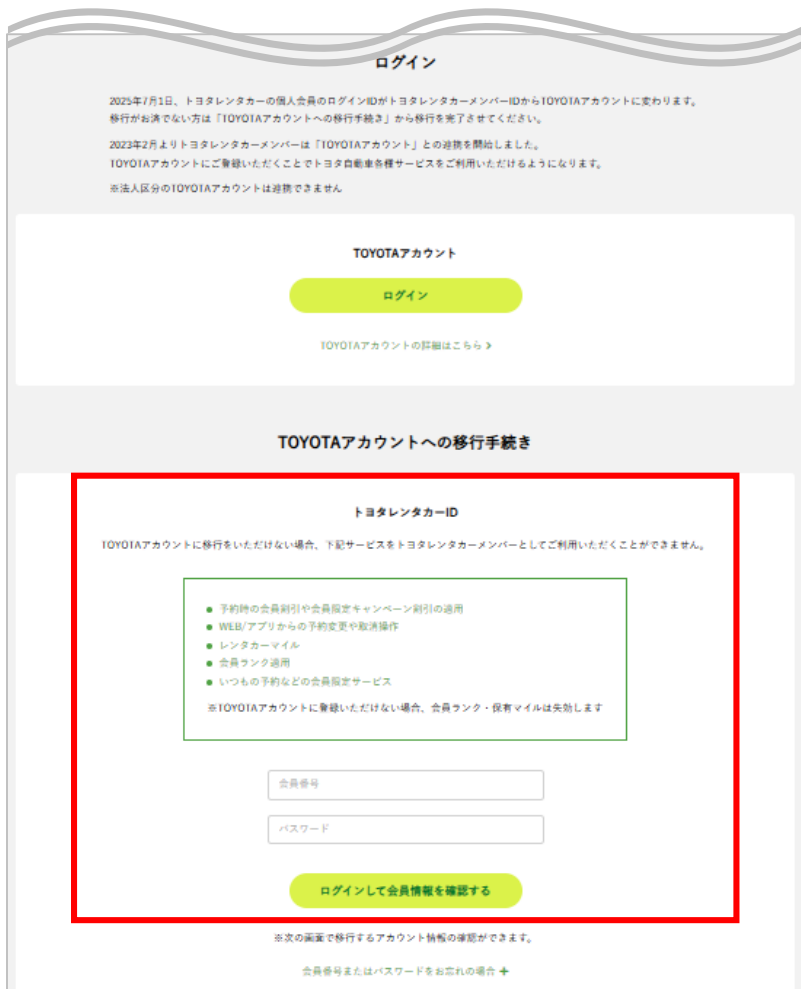 ログイン
2025年7月1日、トヨタレンタカーの個人会員のログインIDがトヨタレンタカーメンバーIDからTOYOTAアカウントに変わります。
移行がお済でない方は「TOYOTAアカウントへの移行手続き」から移行を完了させてください。
2023年2月よりトヨタレンタカーメンバーは「TOYOTAアカウント」との連携を開始しました。
TOYOTAアカウントにご登録いただくことでトヨタ自動車各種サービスをご利用いただけるようになります。
※法人区分のTOYOTAアカウントは連携できません
TOYOTAアカウント
ログイン
TOYOTAアカウントの詳細はこちら >
TOYOTAアカウントへの移行手続き
トヨタレンタカーID
TOYOTAアカウントに移行をいただけない場合、下記サービスをトヨタレンタカーメンバーとしてご利用いただくことができません。
● 予約時の会員割引や会員限定キャンペーン割引の適用
● WEB/アプリからの予約変更や取消操作
● レンタカーマイル
● 会員ランク適用
● いつもの予約などの会員限定サービス
※TOYOTAアカウントに登録いただけない場合、会員ランク・保有マイルは失効します
会員番号
パスワード
ログインして会員情報を確認する
※次の画面で移行するアカウント情報の確認ができます。
会員番号またはパスワードをお忘れの場合 +